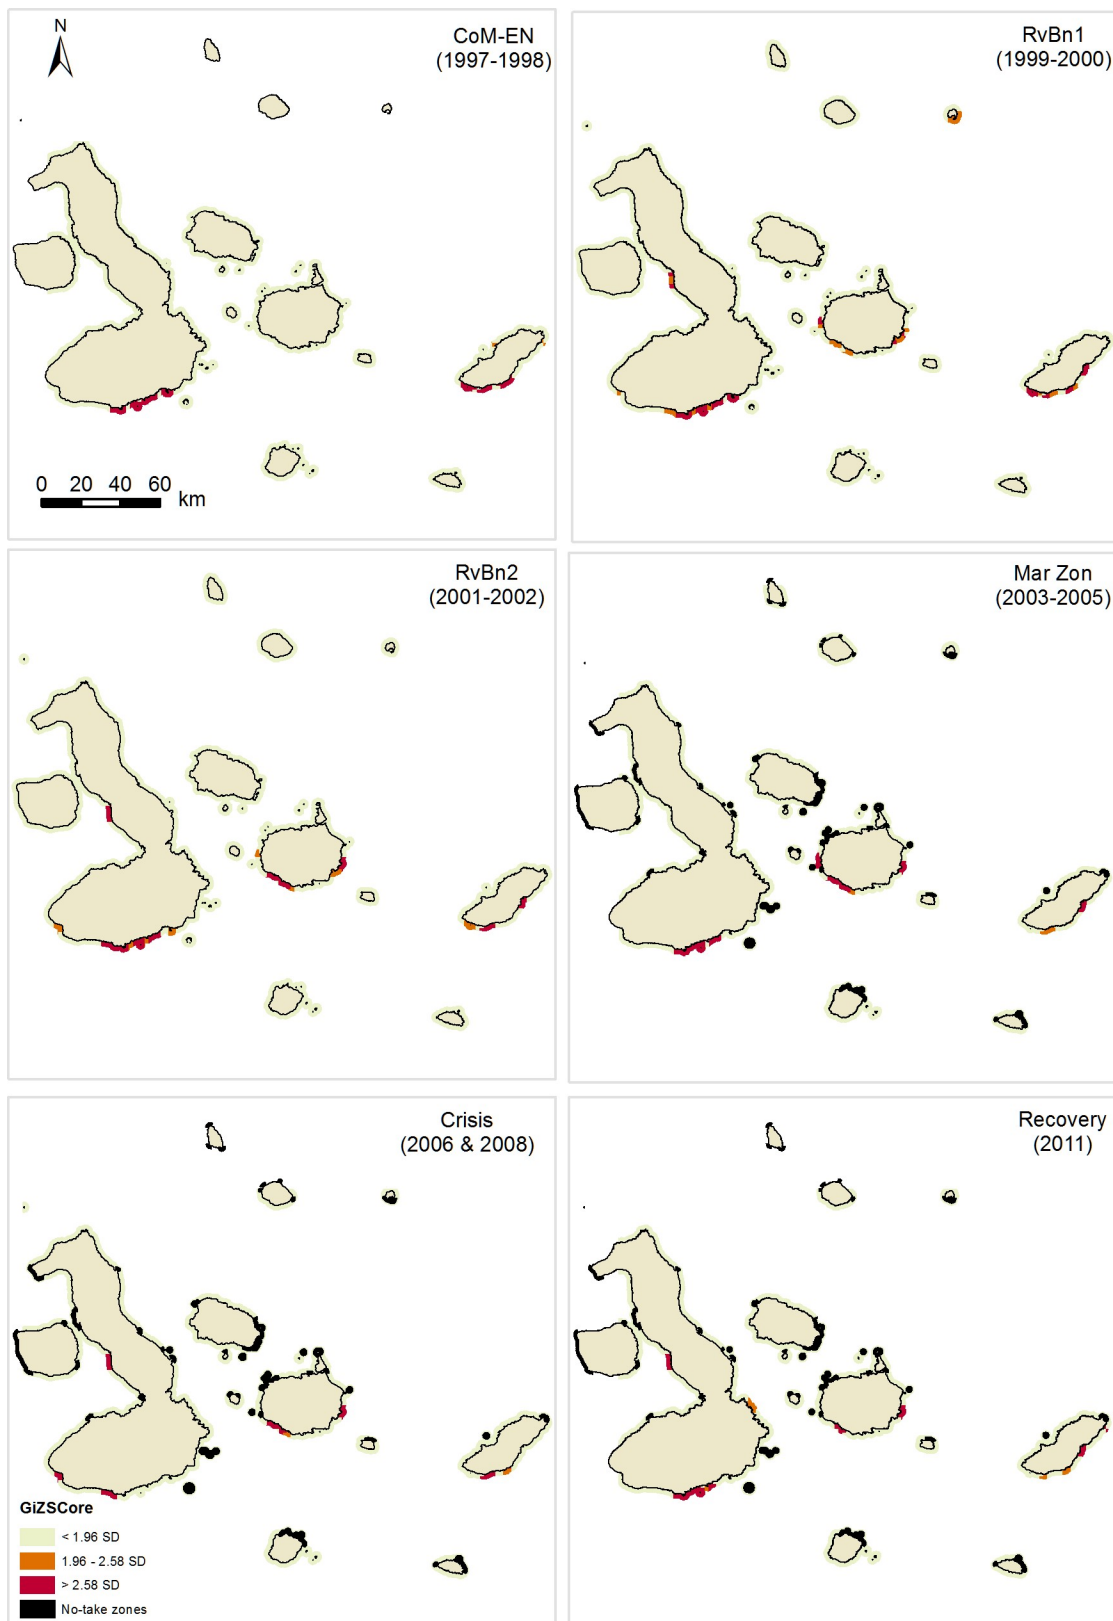 N
CoM-EN
(1997-1998)
RvBn1
(1999-2000)
0 20 40 60
km
RvBn2
(2001-2002)
Mar Zon
(2003-2005)
Crisis
(2006 & 2008)
Recovery
(2011)
GiZSCore
< 1.96 SD
1.96 - 2.58 SD
> 2.58 SD
No-take zones